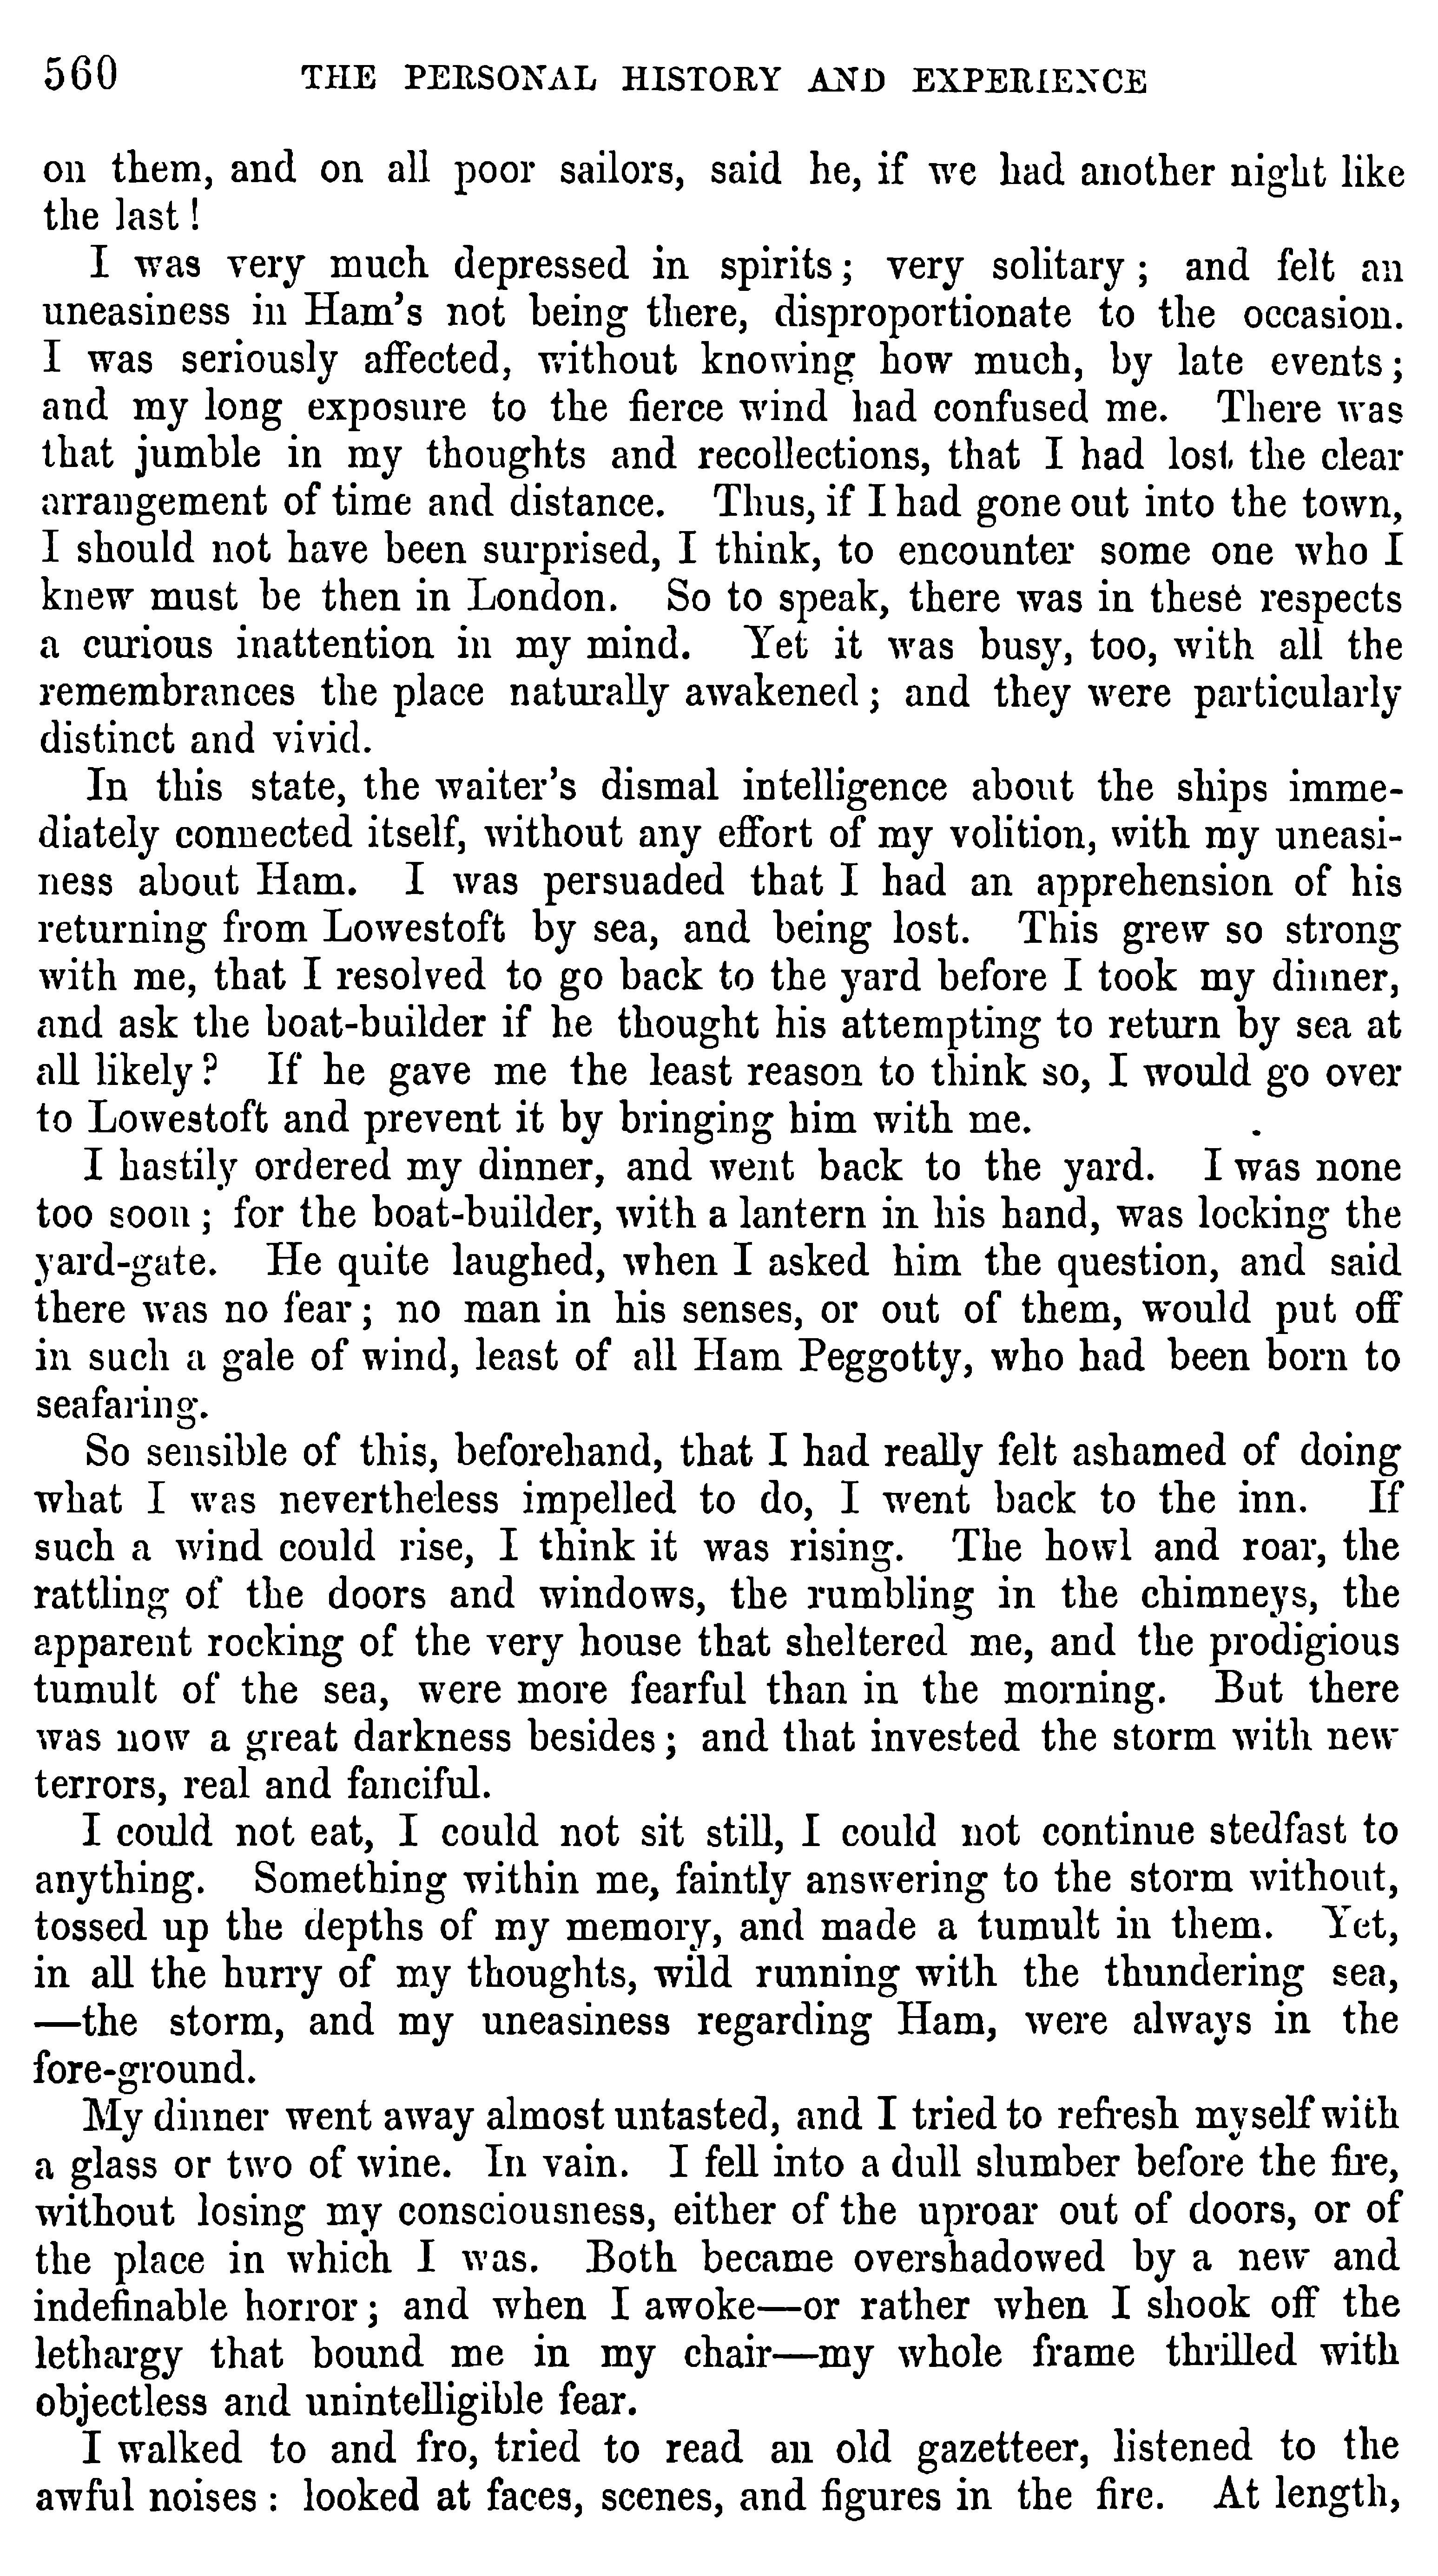 560 THE PERSONAL HISTORY AND EXPERIENCE
on them, and on all poor sailors, said he, if we had another night like
the last!
I was very much depressed in spirits; very solitary; and felt an
uneasiness in Ham's not being there, disproportionate to the occasion.
I was seriously affected, without knowing how much, by late events;
and my long exposure to the fierce wind had confused me. There was
that jumble in my thoughts and recollections, that I had lost the clear
arrangement of time and distance. Thus, if I had gone out into the town,
I should not have been surprised, I think, to encounter some one who I
knew must be then in London. So to speak, there was in these respects
a curious inattention in my mind. Yet it was busy, too, with all the
remembrances the place naturally awakened; and they were particularly
distinct and vivid.
In this state, the waiter's dismal intelligence about the ships imme-
diately connected itself, without any effort of my volition, with my uneasi-
ness about Ham. I was persuaded that I had an apprehension of his
returning from Lowestoft by sea, and being lost. This grew so strong
with me, that I resolved to go back to the yard before I took my dinner,
and ask the boat-builder if he thought his attempting to return by sea at
all likely? If he gave me the least reason to think so, I would go over
to Lowestoft and prevent it by bringing him with me.
I hastily ordered my dinner, and went back to the yard. I was none
too soon; for the boat-builder, with a lantern in his hand, was locking the
yard-gate. He quite laughed, when I asked him the question, and said
there was no fear; no man in his senses, or out of them, would put off
in such a gale of wind, least of all Ham Peggotty, who had been born to
seafaring.
So sensible of this, beforehand, that I had really felt ashamed of doing
what I was nevertheless impelled to do, I went back to the inn. If
such a wind could rise, I think it was rising. The howl and roar, the
rattling of the doors and windows, the rumbling in the chimneys, the
apparent rocking of the very house that sheltered me, and the prodigious
tumult of the sea, were more fearful than in the morning. But there
was now a great darkness besides; and that invested the storm with new
terrors, real and fanciful.
I could not eat, I could not sit still, I could not continue stedfast to
anything. Something within me, faintly answering to the storm without,
tossed up the depths of my memory, and made a tumult in them. Yet,
in all the hurry of my thoughts, wild running with the thundering sea,
—the storm, and my uneasiness regarding Ham, were always in the
fore-ground.
My dinner went away almost untasted, and I tried to refresh myself with
a glass or two of wine. In vain. I fell into a dull slumber before the fire,
without losing my consciousness, either of the uproar out of doors, or of
the place in which I was. Both became overshadowed by a new and
indefinable horror; and when I awoke—or rather when I shook off the
lethargy that bound me in my chair—my whole frame thrilled with
objectless and unintelligible fear.
I walked to and fro, tried to read an old gazetteer, listened to the
awful noises: looked at faces, scenes, and figures in the fire. At length,